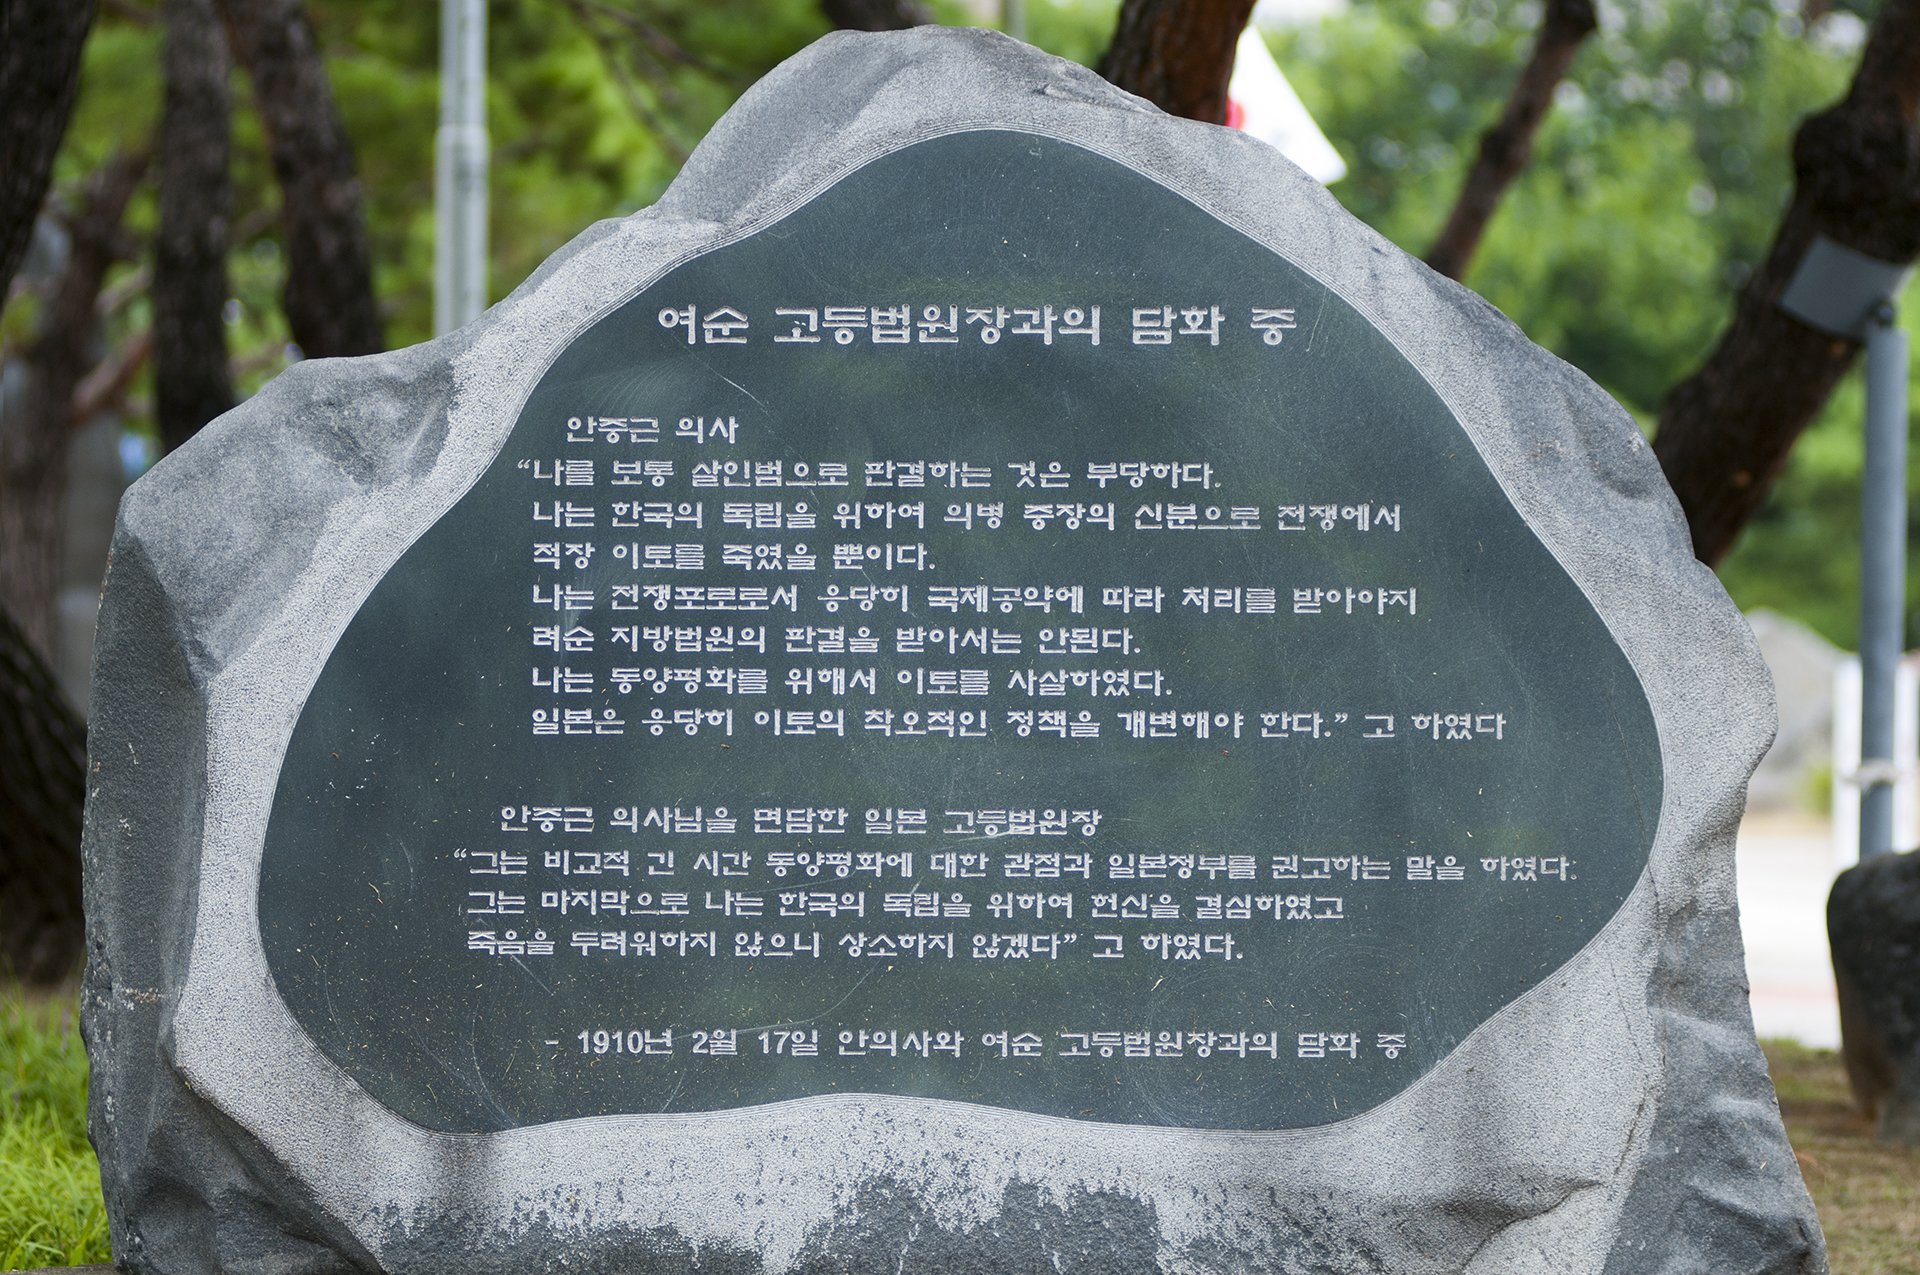 여순 고등법원장과의 담화 중
안중근 의사
“나를 보통 살인범으로 판결하는 것은 부당하다.
나는 한국의 독립을 위하여 의병 중장의 신분으로 전쟁에서
적장 이토를 죽였을 뿐이다.
나는 전쟁포로로서 응당히 국제공약에 따라 처리를 받아야지
려순 지방법원의 판결을 받아서는 안된다.
나는 동양평화를 위해서 이토를 사살하였다.
일본은 응당히 이토의 착오적인 정책을 개변해야 한다.” 고 하였다
안중근 의사님을 면담한 일본 고등법원장
“그는 비교적 긴 시간 동양평화에 대한 관점과 일본정부를 권고하는 말을 하였다.
그는 마지막으로 나는 한국의 독립을 위하여 헌신을 결심하였고
죽음을 두려워하지 않으니 상소하지 않겠다” 고 하였다.
- 1910년 2월 17일 안의사와 여순 고등법원장과의 담화 중